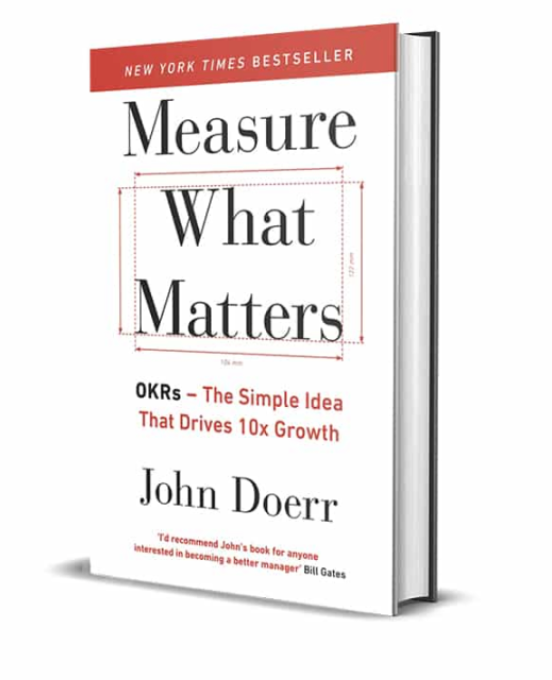 NEW YORK TIMES BESTSELLER
Measure
What
Matters
122 mm
106 mm
OKRs – The Simple Idea
That Drives 10x Growth
John Doerr
'I'd recommend John's book for anyone
interested in becoming a better manager' Bill Gates